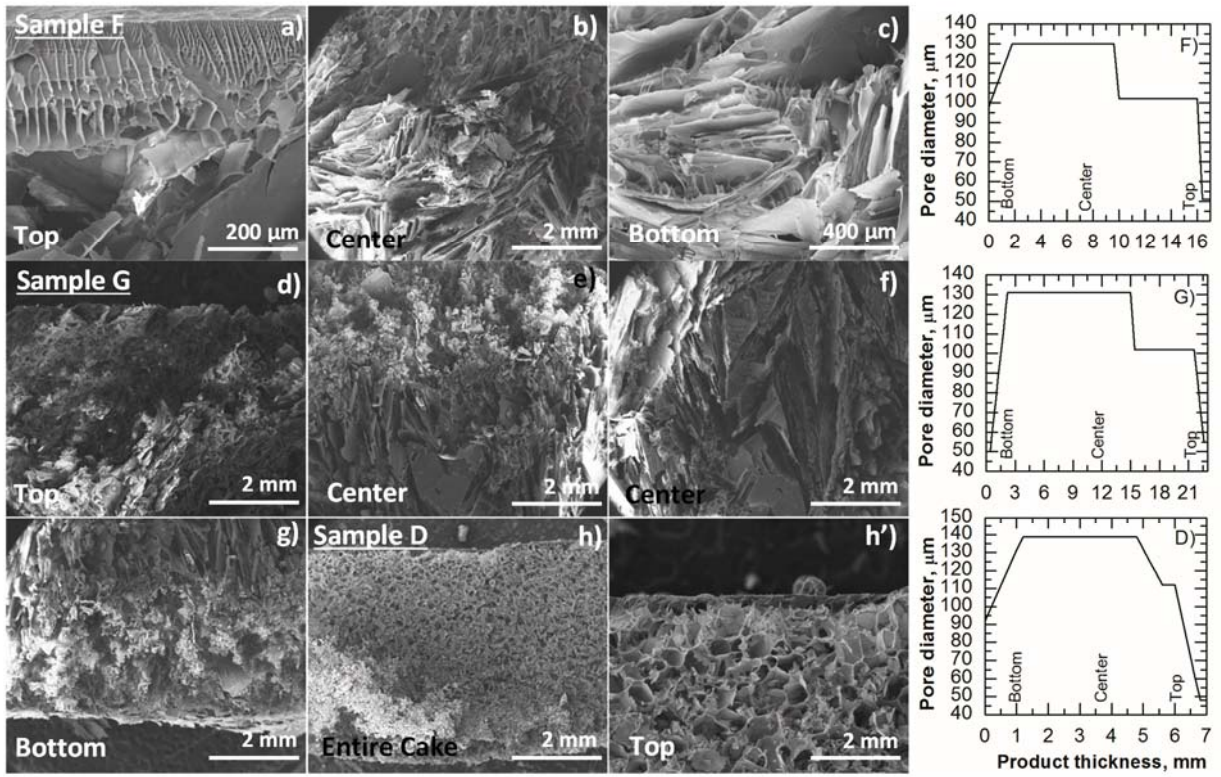 Sample F
a)
Top
200 µm
b)
Center
2 mm
c)
Bottom
400 µm
Sample G
d)
Top
2 mm
e)
Center
2 mm
f)
Center
2 mm
g)
Bottom
2 mm
Sample D
h)
Entire Cake
2 mm
h')
Top
2 mm
Pore diameter, µm
140
130
120
110
100
90
80
70
60
50
40
F)
Bottom
Center
Top
0 2 4 6 8 10 12 14 16
Pore diameter, µm
140
130
120
110
100
90
80
70
60
50
40
G)
Bottom
Center
Top
0 3 6 9 12 15 18 21
Pore diameter, µm
150
140
130
120
110
100
90
80
70
60
50
40
D)
Bottom
Center
Top
0 1 2 3 4 5 6 7
Product thickness, mm